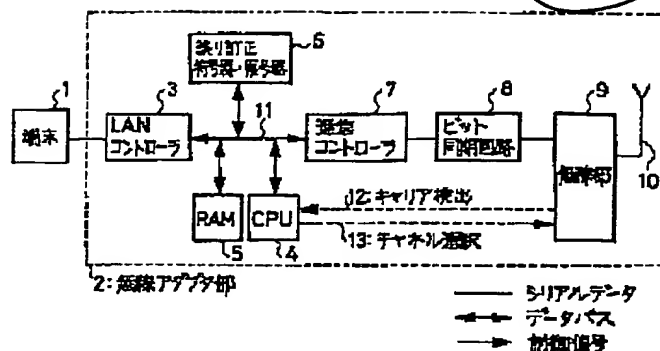 6
誤り訂正
符号器・復号器
1
3
7
8
9
端末
LAN
コントローラ
11
通信
コントローラ
ビット
同期回路
無線部
10
12:キャリア検出
RAM
CPU
5
4
13:チャネル選択
2:無線アダプタ部
シリアルデータ
データバス
制御信号